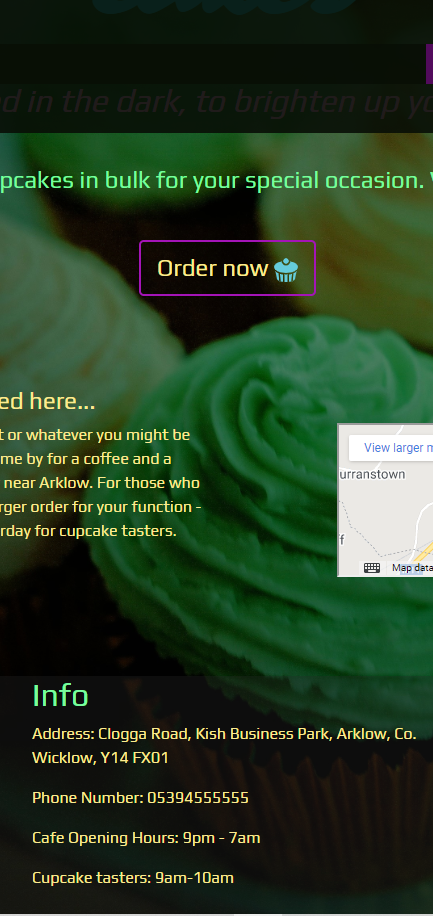 d in the dark, to brighten up yo
pcakes in bulk for your special occasion.
Order now
ed here...
t or whatever you might be
me by for a coffee and a
near Arklow. For those who
rger order for your function -
rday for cupcake tasters.
View larger m
urranstown
f
Map data
Info
Address: Clogga Road, Kish Business Park, Arklow, Co.
Wicklow, Y14 FX01
Phone Number: 05394555555
Cafe Opening Hours: 9pm - 7am
Cupcake tasters: 9am-10am